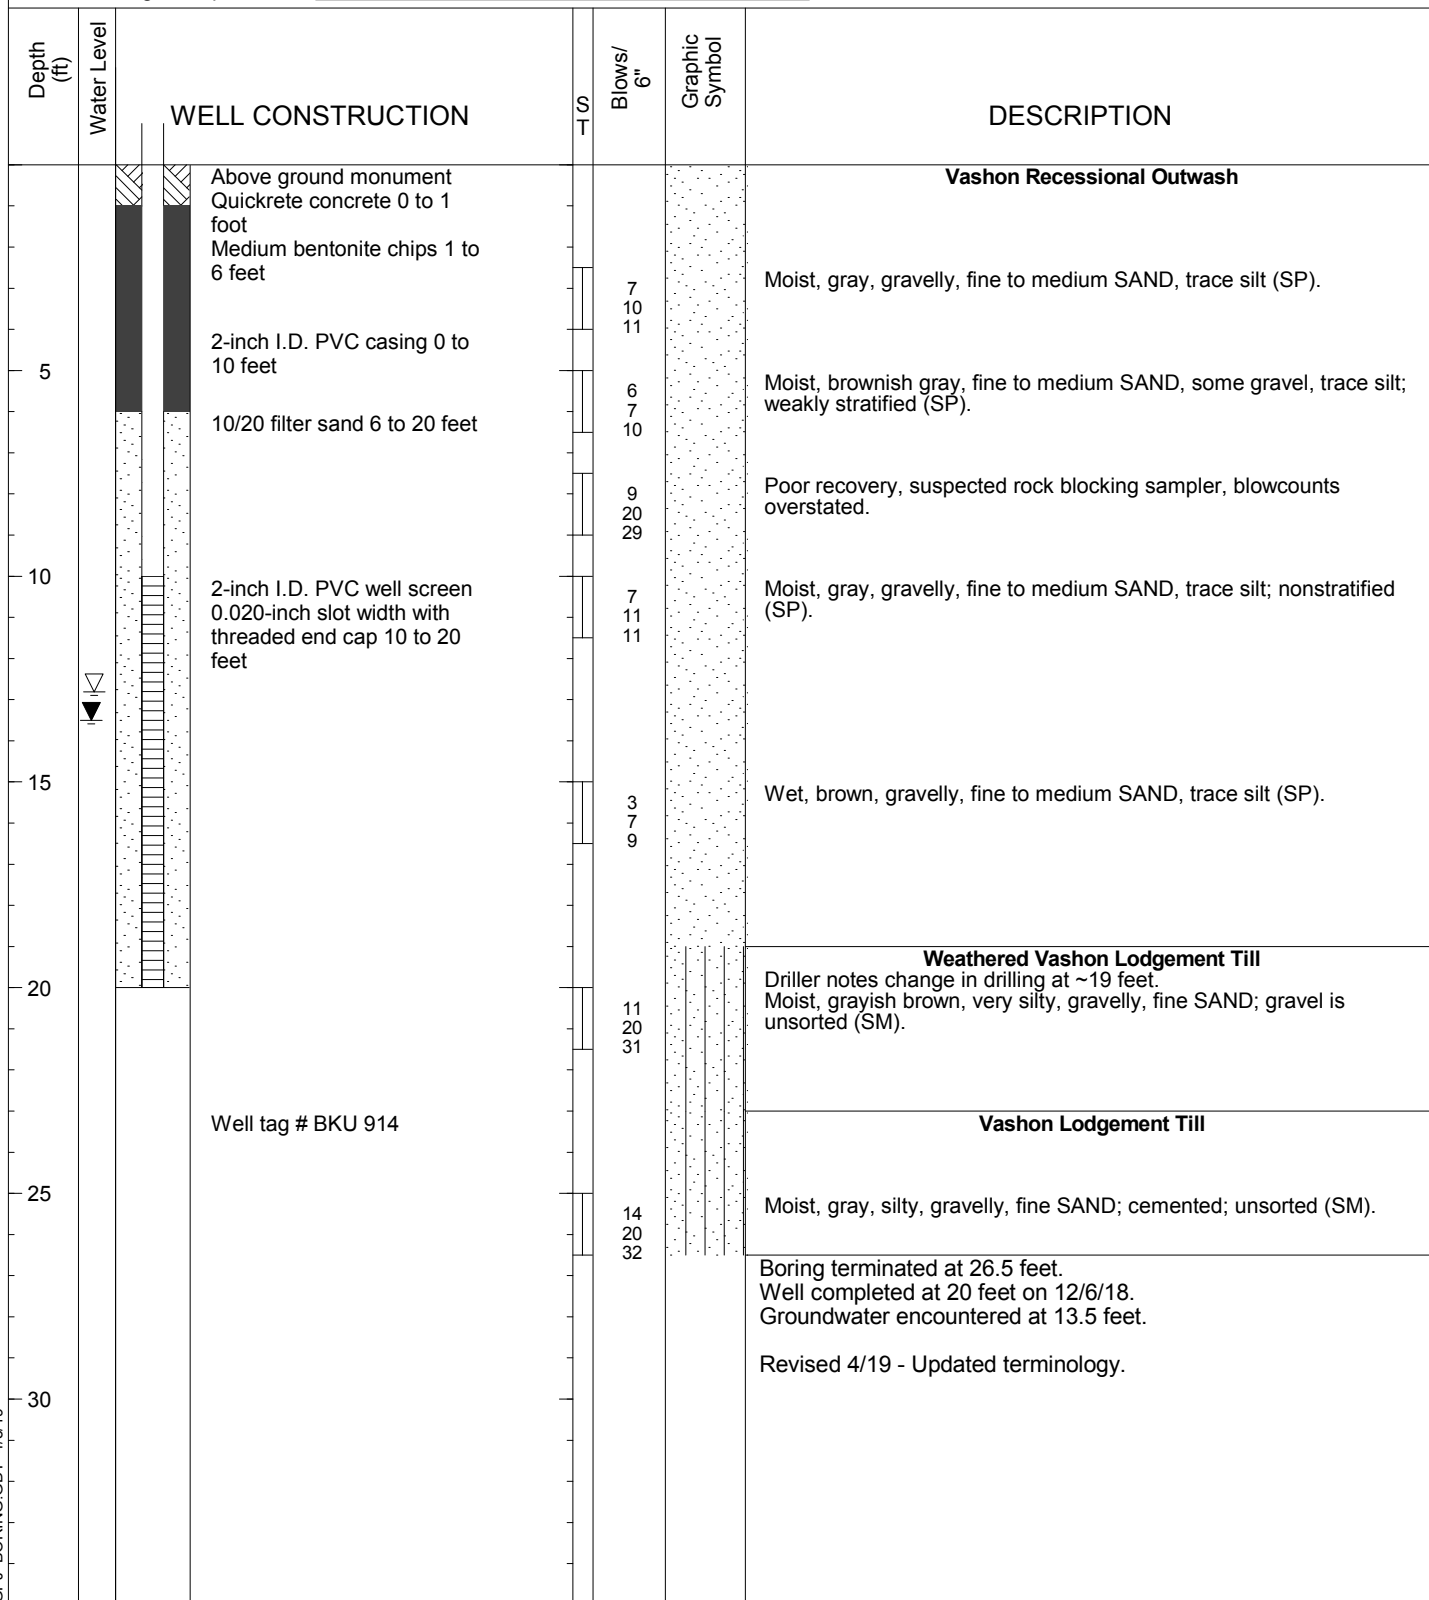 Depth
(ft)
Water Level
WELL CONSTRUCTION
S
T
Blows/
6"
Graphic
Symbol
DESCRIPTION
Above ground monument
Quickrete concrete 0 to 1
foot
Medium bentonite chips 1 to
6 feet
2-inch I.D. PVC casing 0 to
10 feet
10/20 filter sand 6 to 20 feet
2-inch I.D. PVC well screen
0.020-inch slot width with
threaded end cap 10 to 20
feet
Well tag # BKU 914
5
10
15
20
25
30
7
10
11
6
7
10
9
20
29
7
11
11
3
7
9
11
20
31
14
20
32
Vashon Recessional Outwash
Moist, gray, gravelly, fine to medium SAND, trace silt (SP).
Moist, brownish gray, fine to medium SAND, some gravel, trace silt;
weakly stratified (SP).
Poor recovery, suspected rock blocking sampler, blowcounts
overstated.
Moist, gray, gravelly, fine to medium SAND, trace silt; nonstratified
(SP).
Wet, brown, gravelly, fine to medium SAND, trace silt (SP).
Weathered Vashon Lodgement Till
Driller notes change in drilling at ~19 feet.
Moist, grayish brown, very silty, gravelly, fine SAND; gravel is
unsorted (SM).
Vashon Lodgement Till
Moist, gray, silty, gravelly, fine SAND; cemented; unsorted (SM).
Boring terminated at 26.5 feet.
Well completed at 20 feet on 12/6/18.
Groundwater encountered at 13.5 feet.
Revised 4/19 - Updated terminology.